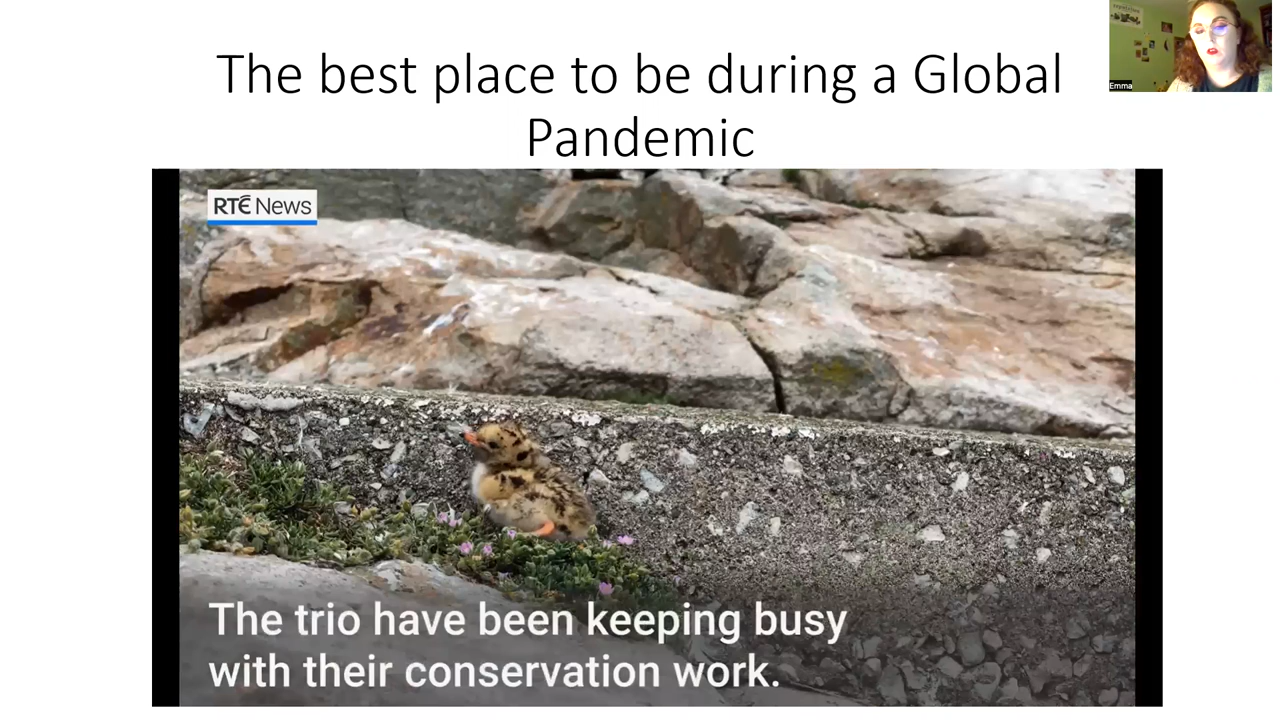 The best place to be during a Global
Pandemic
Emma
RTÉ News
The trio have been keeping busy
with their conservation work.